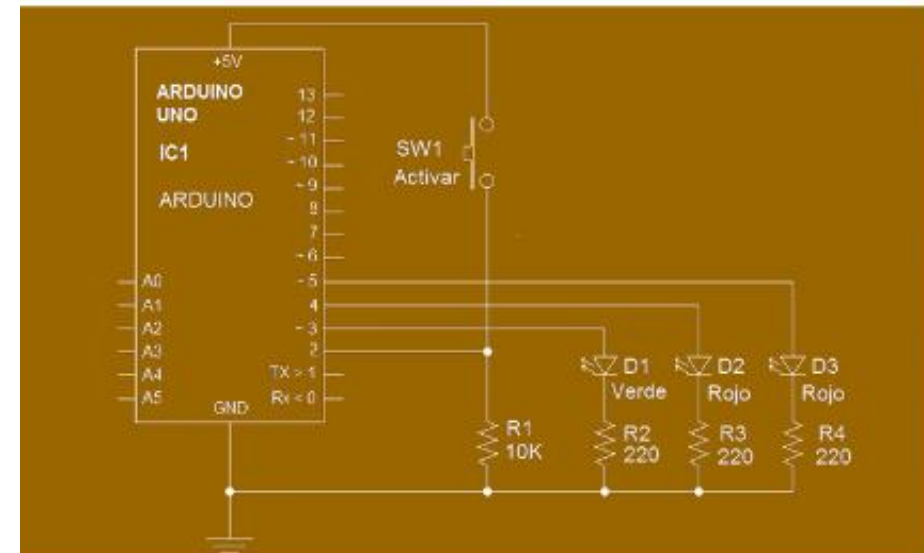 +5V
ARDUINO
UNO
IC1
ARDUINO
13
12
~11
~10
~9
8
7
~6
~5
4
~3
2
TX > 1
Rx < 0
A0
A1
A2
A3
A4
A5
GND
SW1
Activar
D1
Verde
D2
Rojo
D3
Rojo
R1
10K
R2
220
R3
220
R4
220